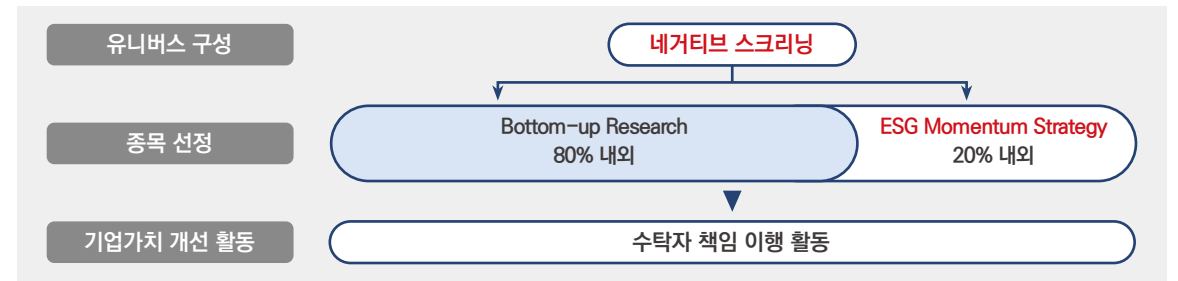 유니버스 구성
네거티브 스크리닝
종목 선정
Bottom-up Research
80% 내외
ESG Momentum Strategy
20% 내외
기업가치 개선 활동
수탁자 책임 이행 활동